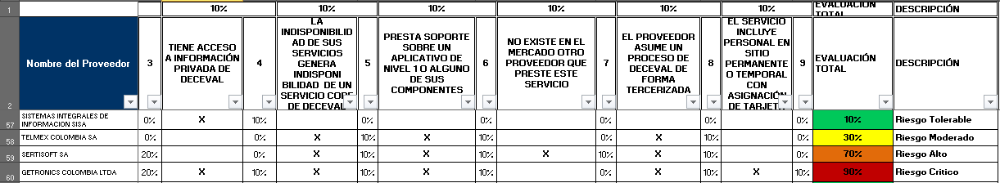 1 10% 10% 10% 10% 10% 10% EVALUACIÓN TOTAL DESCRIPCIÓN
2 Nombre del Proveedor 3 TIENE ACCESO A INFORMACIÓN PRIVADA DE DECEVAL 4 LA INDISPONIBILIDAD DE SUS SERVICIOS GENERA INDISPONIBILIDAD DE UN SERVICIO CORE DE DECEVAL 5 PRESTA SOPORTE SOBRE UN APLICATIVO DE NIVEL 1 O ALGUNO DE SUS COMPONENTES 6 NO EXISTE EN EL MERCADO OTRO PROVEEDOR QUE PRESTE ESTE SERVICIO 7 EL PROVEEDOR ASUME UN PROCESO DE DECEVAL DE FORMA TERCERIZADA 8 EL SERVICIO INCLUYE PERSONAL EN SITIO PERMANENTE O TEMPORAL CON ASIGNACIÓN DE TARJETA 9 EVALUACIÓN TOTAL DESCRIPCIÓN
57 SISTEMAS INTEGRALES DE INFORMACION SISA 0% X 10% 0% 0% 0% 0% 0% 10% Riesgo Tolerable
58 TELMEX COLOMBIA SA 0% 0% X 10% X 10% 0% X 10% 0% 30% Riesgo Moderado
59 SERTISOFT SA 20% 0% X 10% X 10% X 10% X 10% 0% 70% Riesgo Alto
60 GETRONICS COLOMBIA LTDA 20% X 10% X 10% X 10% 0% X 10% X 10% 90% Riesgo Critico